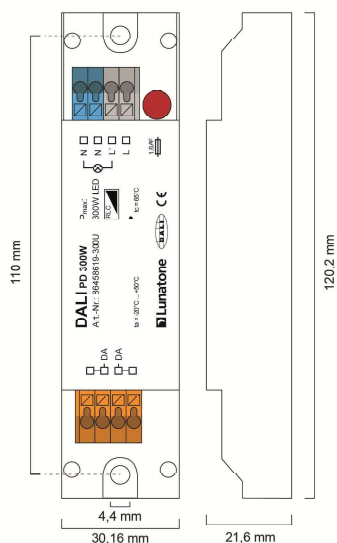 N
N
L'
L
1,6/F
Pmax:
300W LED
RLC
tc = 65°C
DALI PD 300W
Art.-Nr.: 86458619-300U
ta = -20°C...+50°C
DALI
CE
Lunatone
DA
DA
110 mm
120,2 mm
4,4 mm
30,16 mm
21,6 mm